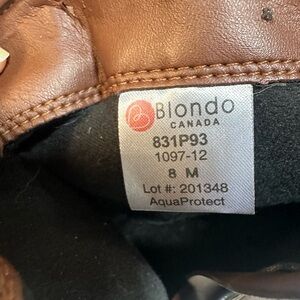 Blondo
CANADA
831P93
1097-12
8 M
Lot #: 201348
AquaProtect